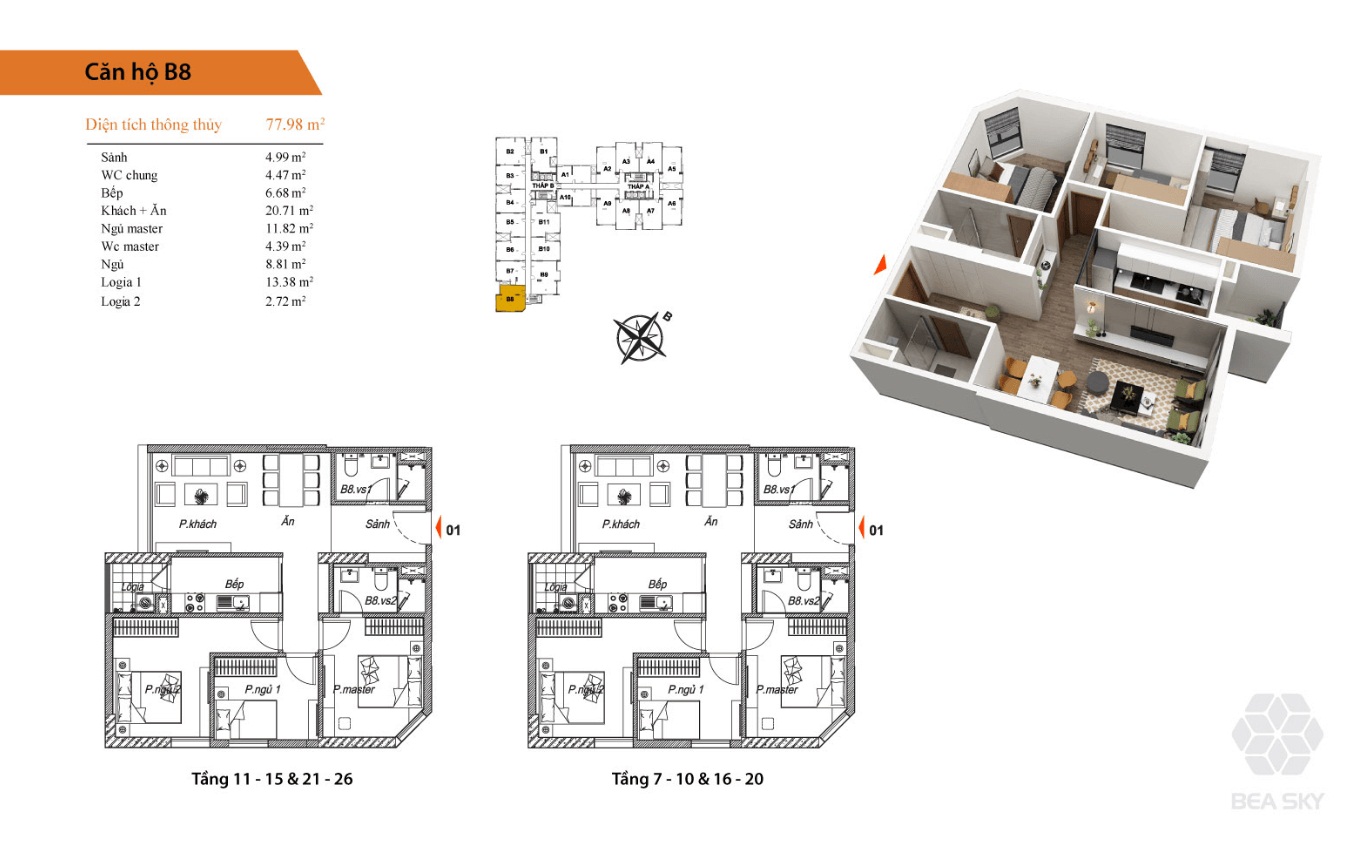 Căn hộ B8
Diện tích thông thủy 77.98 m²
Sảnh 4.99 m²
WC chung 4.47 m²
Bếp 6.68 m²
Khách + Ăn 20.71 m²
Ngủ master 11.82 m²
Wc master 4.39 m²
Ngủ 8.81 m²
Logia 1 13.38 m²
Logia 2 2.72 m²
B2 B1
B3
A1
THÁP B
B4
A10
B5 B11
B6 B10
B7 B9
B8
A2 A3 A4 A5
THÁP A
A9 A8 A7 A6
B
B8.vs1
P.khách Ăn Sảnh
01
Lôgia Bếp
B8.vs2
P.ngủ 2 P.ngủ 1 P.master
Tầng 11 - 15 & 21 - 26
B8.vs1
P.khách Ăn Sảnh
01
Lôgia Bếp
B8.vs2
P.ngủ 2 P.ngủ 1 P.master
Tầng 7 - 10 & 16 - 20
BEA SKY